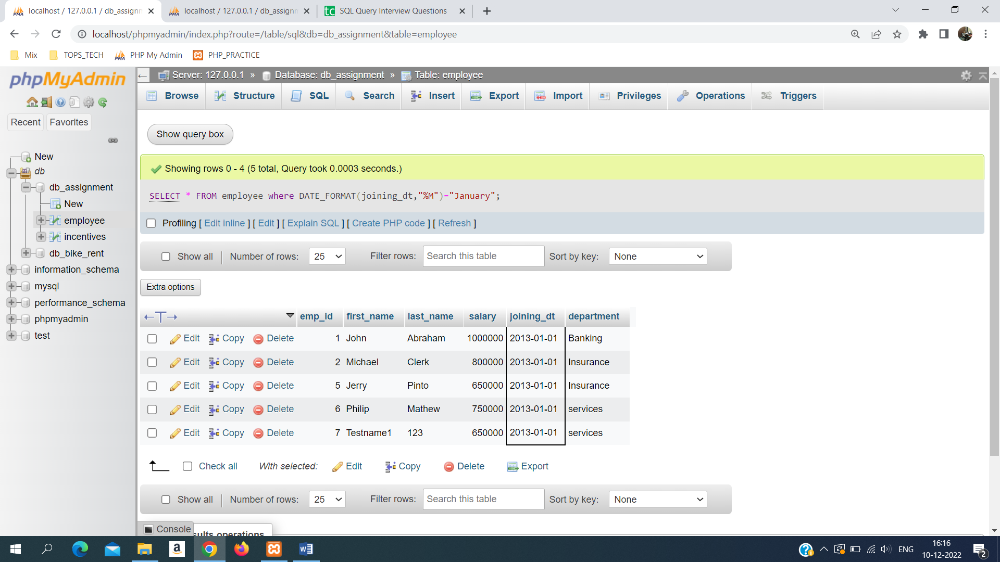 localhost / 127.0.0.1 / db_assignn
localhost / 127.0.0.1 / db_assignn
tc SQL Query Interview Questions
localhost/phpmyadmin/index.php?route=/table/sql&db=db_assignment&table=employee
Mix TOPS_TECH PHP My Admin PHP_PRACTICE
phpMyAdmin
Server: 127.0.0.1 » Database: db_assignment » Table: employee
Browse Structure SQL Search Insert Export Import Privileges Operations Triggers
Recent Favorites
New
db
db_assignment
New
employee
incentives
db_bike_rent
information_schema
mysql
performance_schema
phpmyadmin
test
Show query box
Showing rows 0 - 4 (5 total, Query took 0.0003 seconds.)
SELECT * FROM employee where DATE_FORMAT(joining_dt,"%M")="January";
Profiling [ Edit inline ] [ Edit ] [ Explain SQL ] [ Create PHP code ] [ Refresh ]
Show all Number of rows: 25 Filter rows: Search this table Sort by key: None
Extra options
emp_id first_name last_name salary joining_dt department
Edit Copy Delete 1 John Abraham 1000000 2013-01-01 Banking
Edit Copy Delete 2 Michael Clerk 800000 2013-01-01 Insurance
Edit Copy Delete 5 Jerry Pinto 650000 2013-01-01 Insurance
Edit Copy Delete 6 Philip Mathew 750000 2013-01-01 services
Edit Copy Delete 7 Testname1 123 650000 2013-01-01 services
Check all With selected: Edit Copy Delete Export
Show all Number of rows: 25 Filter rows: Search this table Sort by key: None
Console
ENG
16:16
10-12-2022
2